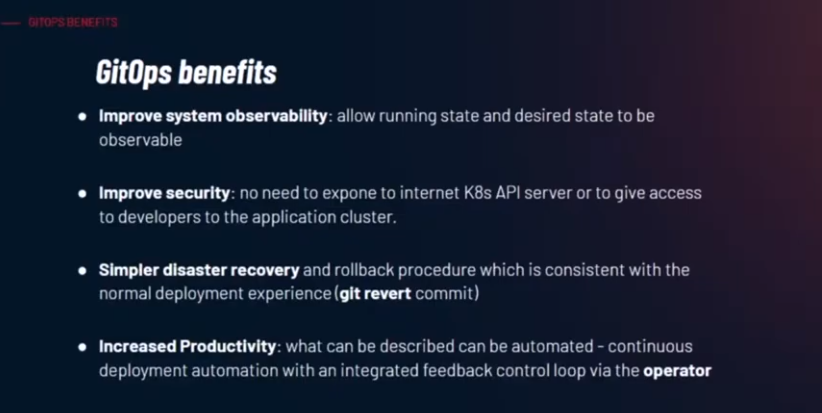 GITOPS BENEFITS
GitOps benefits
• Improve system observability: allow running state and desired state to be
observable
• Improve security: no need to expone to internet K8s API server or to give access
to developers to the application cluster.
• Simpler disaster recovery and rollback procedure which is consistent with the
normal deployment experience (git revert commit)
• Increased Productivity: what can be described can be automated - continuous
deployment automation with an integrated feedback control loop via the operator